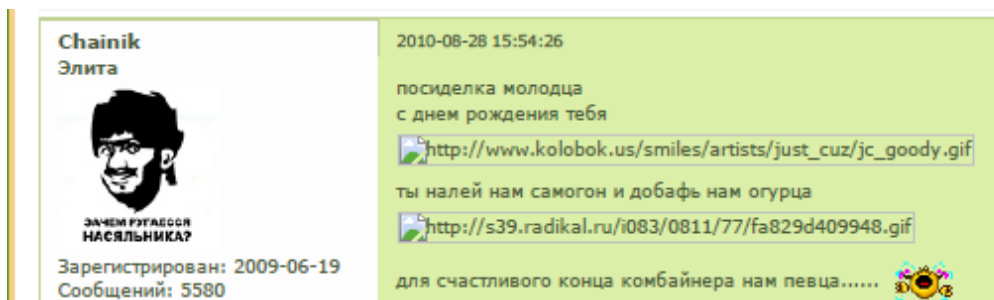 Chainik
Элита
ЗАЧЕМ РУГАЕССЯ
НАСЯЛЬНИКА?
Зарегистрирован: 2009-06-19
Сообщений: 5580
2010-08-28 15:54:26
посиделка молодца
с днем рождения тебя
http://www.kolobok.us/smiles/artists/just_cuz/jc_goody.gif
ты налей нам самогон и добафь нам огурца
http://s39.radikal.ru/i083/0811/77/fa829d409948.gif
для счастливого конца комбайнера нам певца......